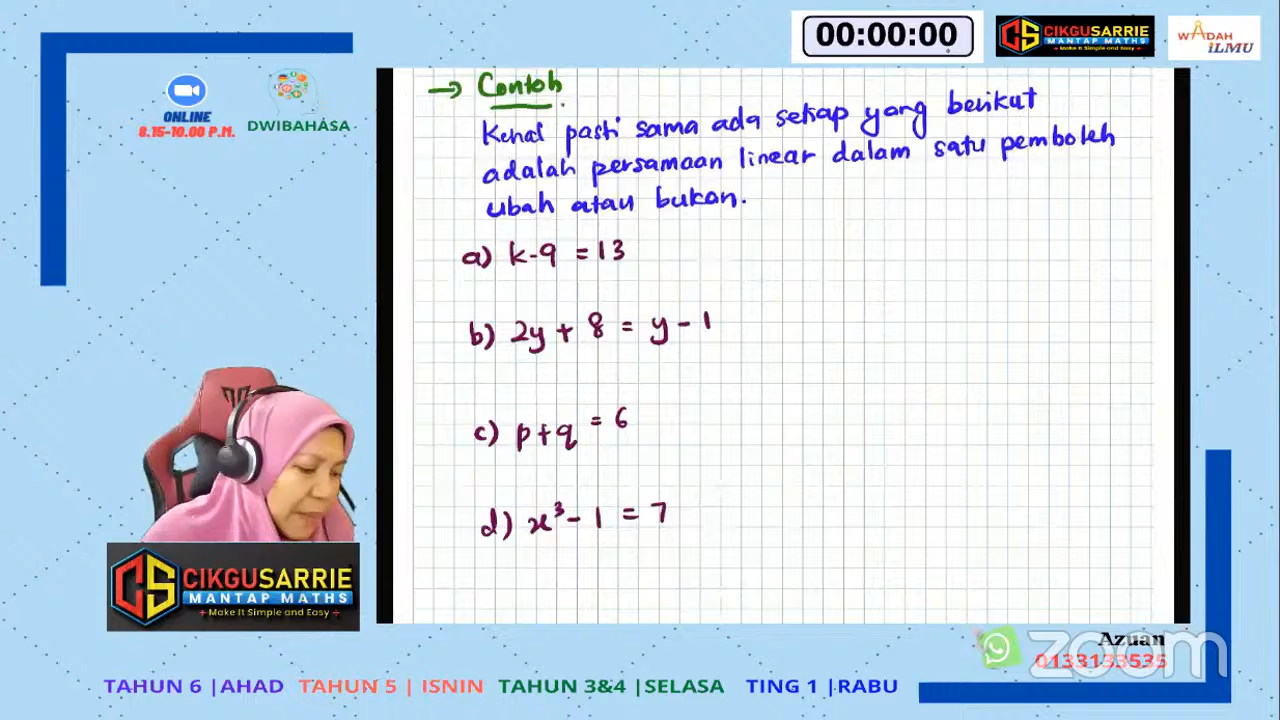 00:00:00
CS CIKGUSARRIE
MANTAP MATHS
Make It Simple and Easy
WADAH
ILMU
ONLINE
8.15-10.00 P.M.
DWIBAHASA
→ Contoh
Kenal pasti sama ada setiap yang berikut
adalah persamaan linear dalam satu pemboleh
ubah atau bukan.
a) k-9 = 13
b) 2y + 8 = y - 1
c) p+q = 6
d) x³ - 1 = 7
CS CIKGUSARRIE
MANTAP MATHS
+ Make It Simple and Easy +
Azuan
0133133535
zoom
TAHUN 6 |AHAD TAHUN 5 | ISNIN TAHUN 3&4 |SELASA TING 1 |RABU